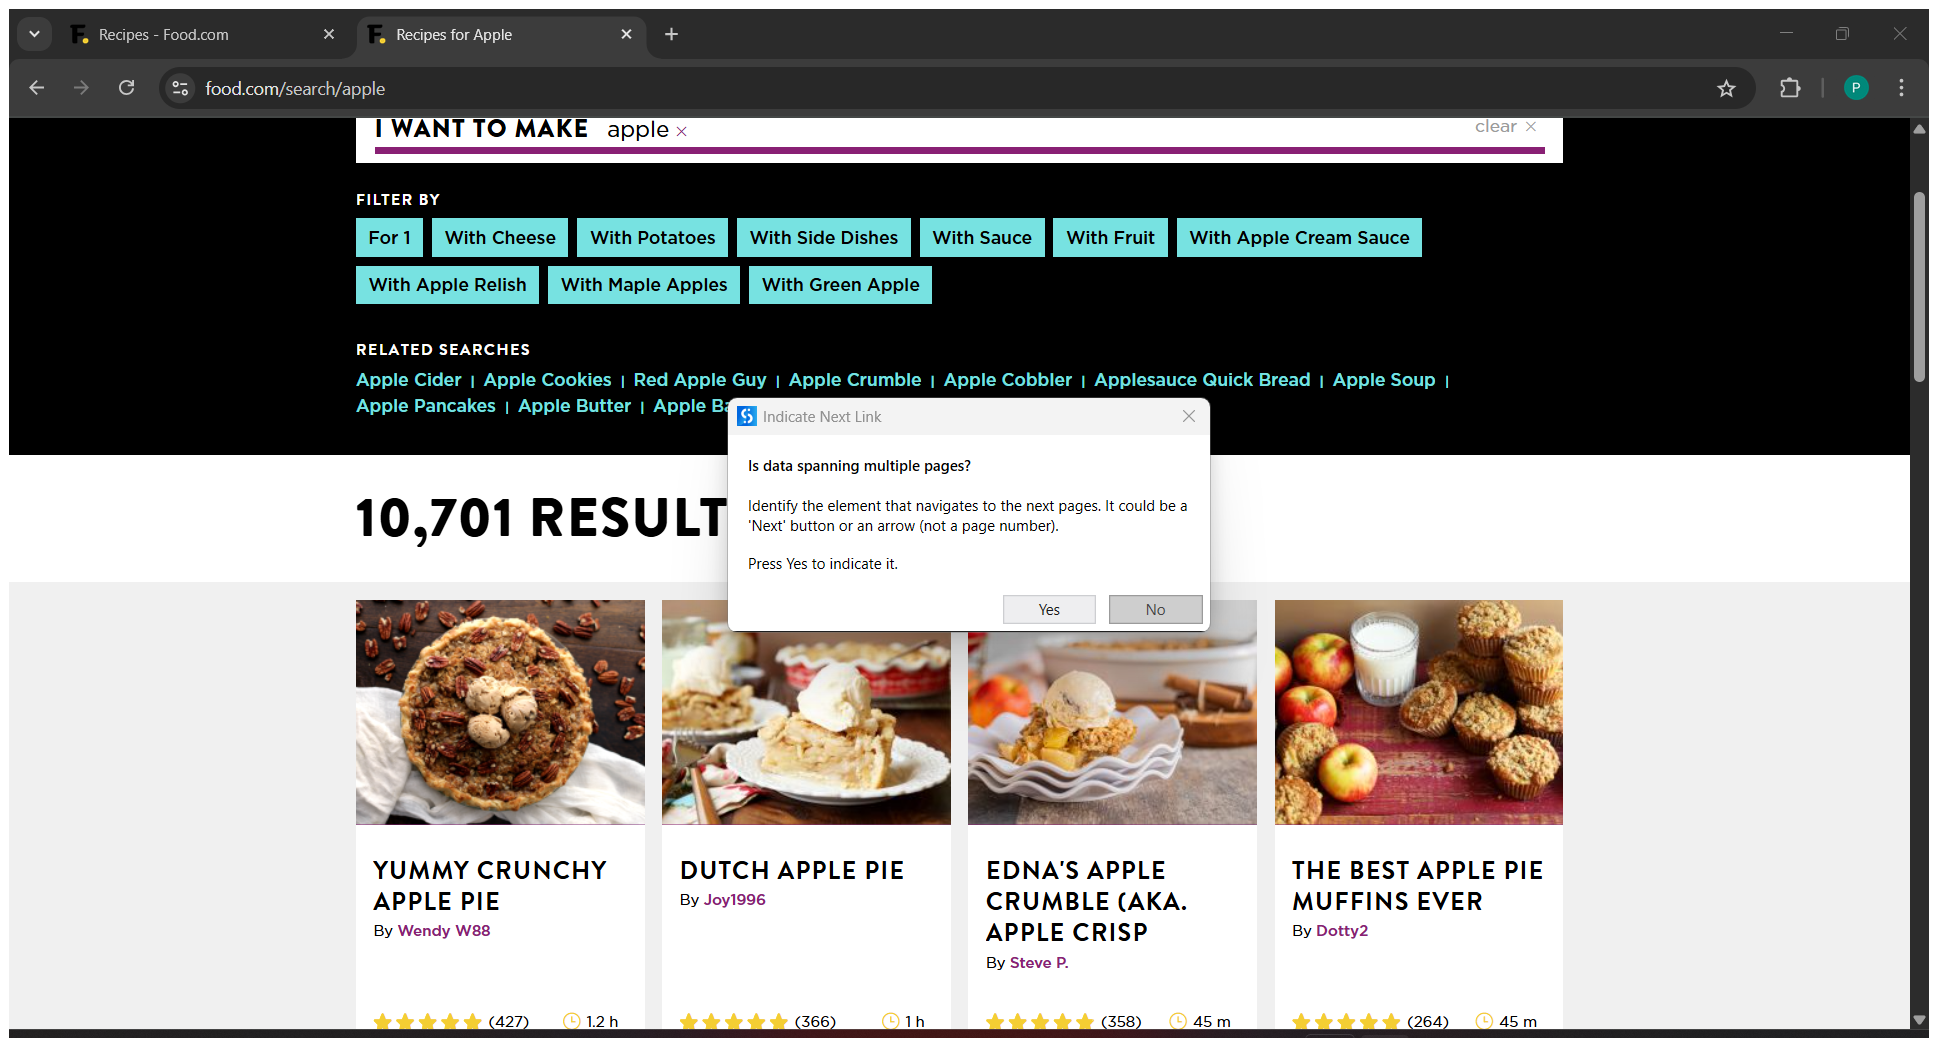 Recipes - Food.com
Recipes for Apple
food.com/search/apple
P
I WANT TO MAKE apple ×
clear ×
FILTER BY
For 1 With Cheese With Potatoes With Side Dishes With Sauce With Fruit With Apple Cream Sauce
With Apple Relish With Maple Apples With Green Apple
RELATED SEARCHES
Apple Cider | Apple Cookies | Red Apple Guy | Apple Crumble | Apple Cobbler | Applesauce Quick Bread | Apple Soup |
Apple Pancakes | Apple Butter | Apple Ba
Indicate Next Link
Is data spanning multiple pages?
Identify the element that navigates to the next pages. It could be a
'Next' button or an arrow (not a page number).
Press Yes to indicate it.
Yes No
10,701 RESULT
YUMMY CRUNCHY
APPLE PIE
By Wendy W88
(427) 1.2 h
DUTCH APPLE PIE
By Joy1996
(366) 1 h
EDNA'S APPLE
CRUMBLE (AKA.
APPLE CRISP
By Steve P.
(358) 45 m
THE BEST APPLE PIE
MUFFINS EVER
By Dotty2
(264) 45 m